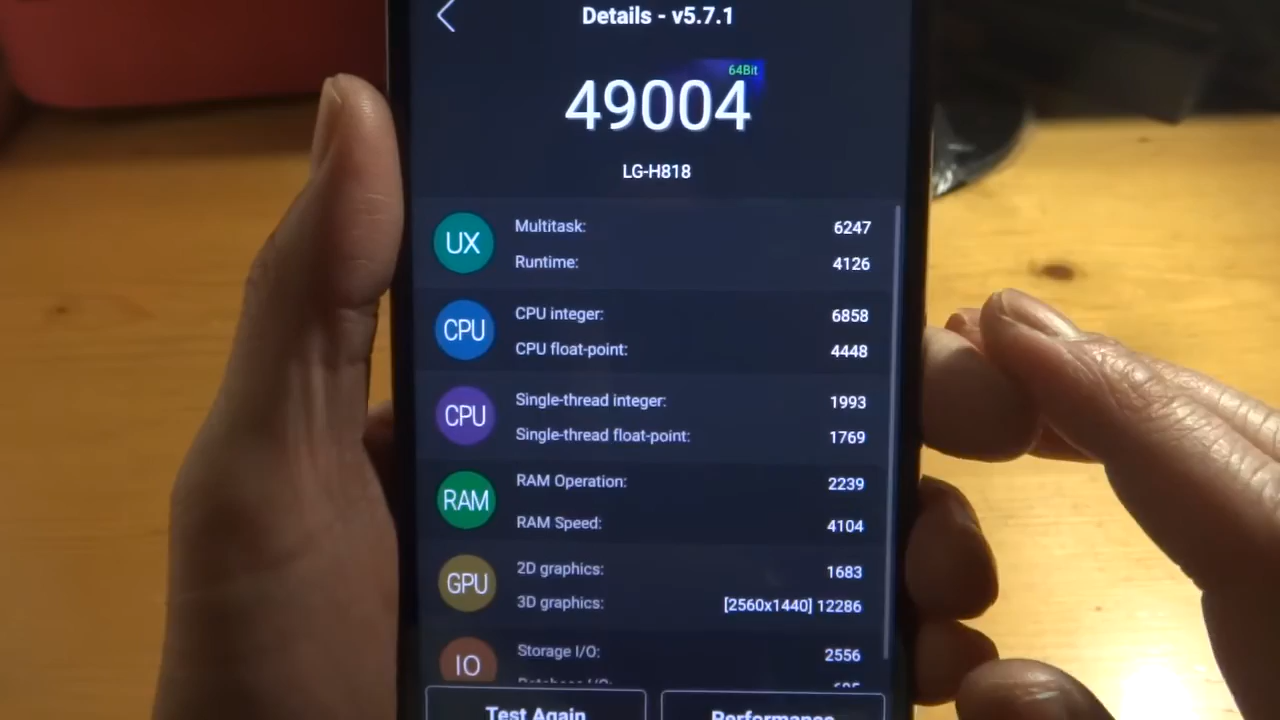 Details - v5.7.1
64Bit
49004
LG-H818
UX
Multitask: 6247
Runtime: 4126
CPU
CPU integer: 6858
CPU float-point: 4448
CPU
Single-thread integer: 1993
Single-thread float-point: 1769
RAM
RAM Operation: 2239
RAM Speed: 4104
GPU
2D graphics: 1683
3D graphics: [2560x1440] 12286
IO
Storage I/O: 2556
Database I/O:
Test Again
Performance